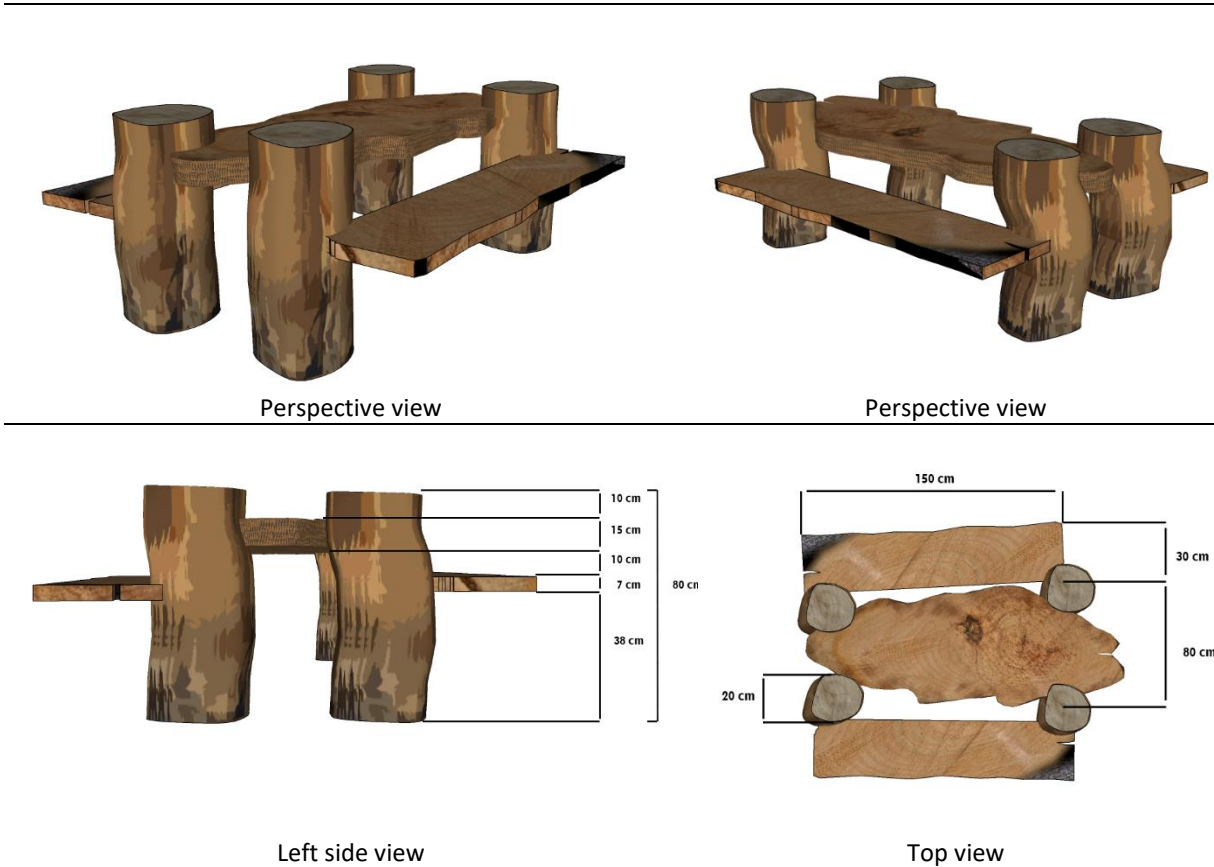 Perspective view
Perspective view
10 cm
15 cm
10 cm
7 cm
38 cm
80 cm
Left side view
150 cm
30 cm
80 cm
20 cm
Top view